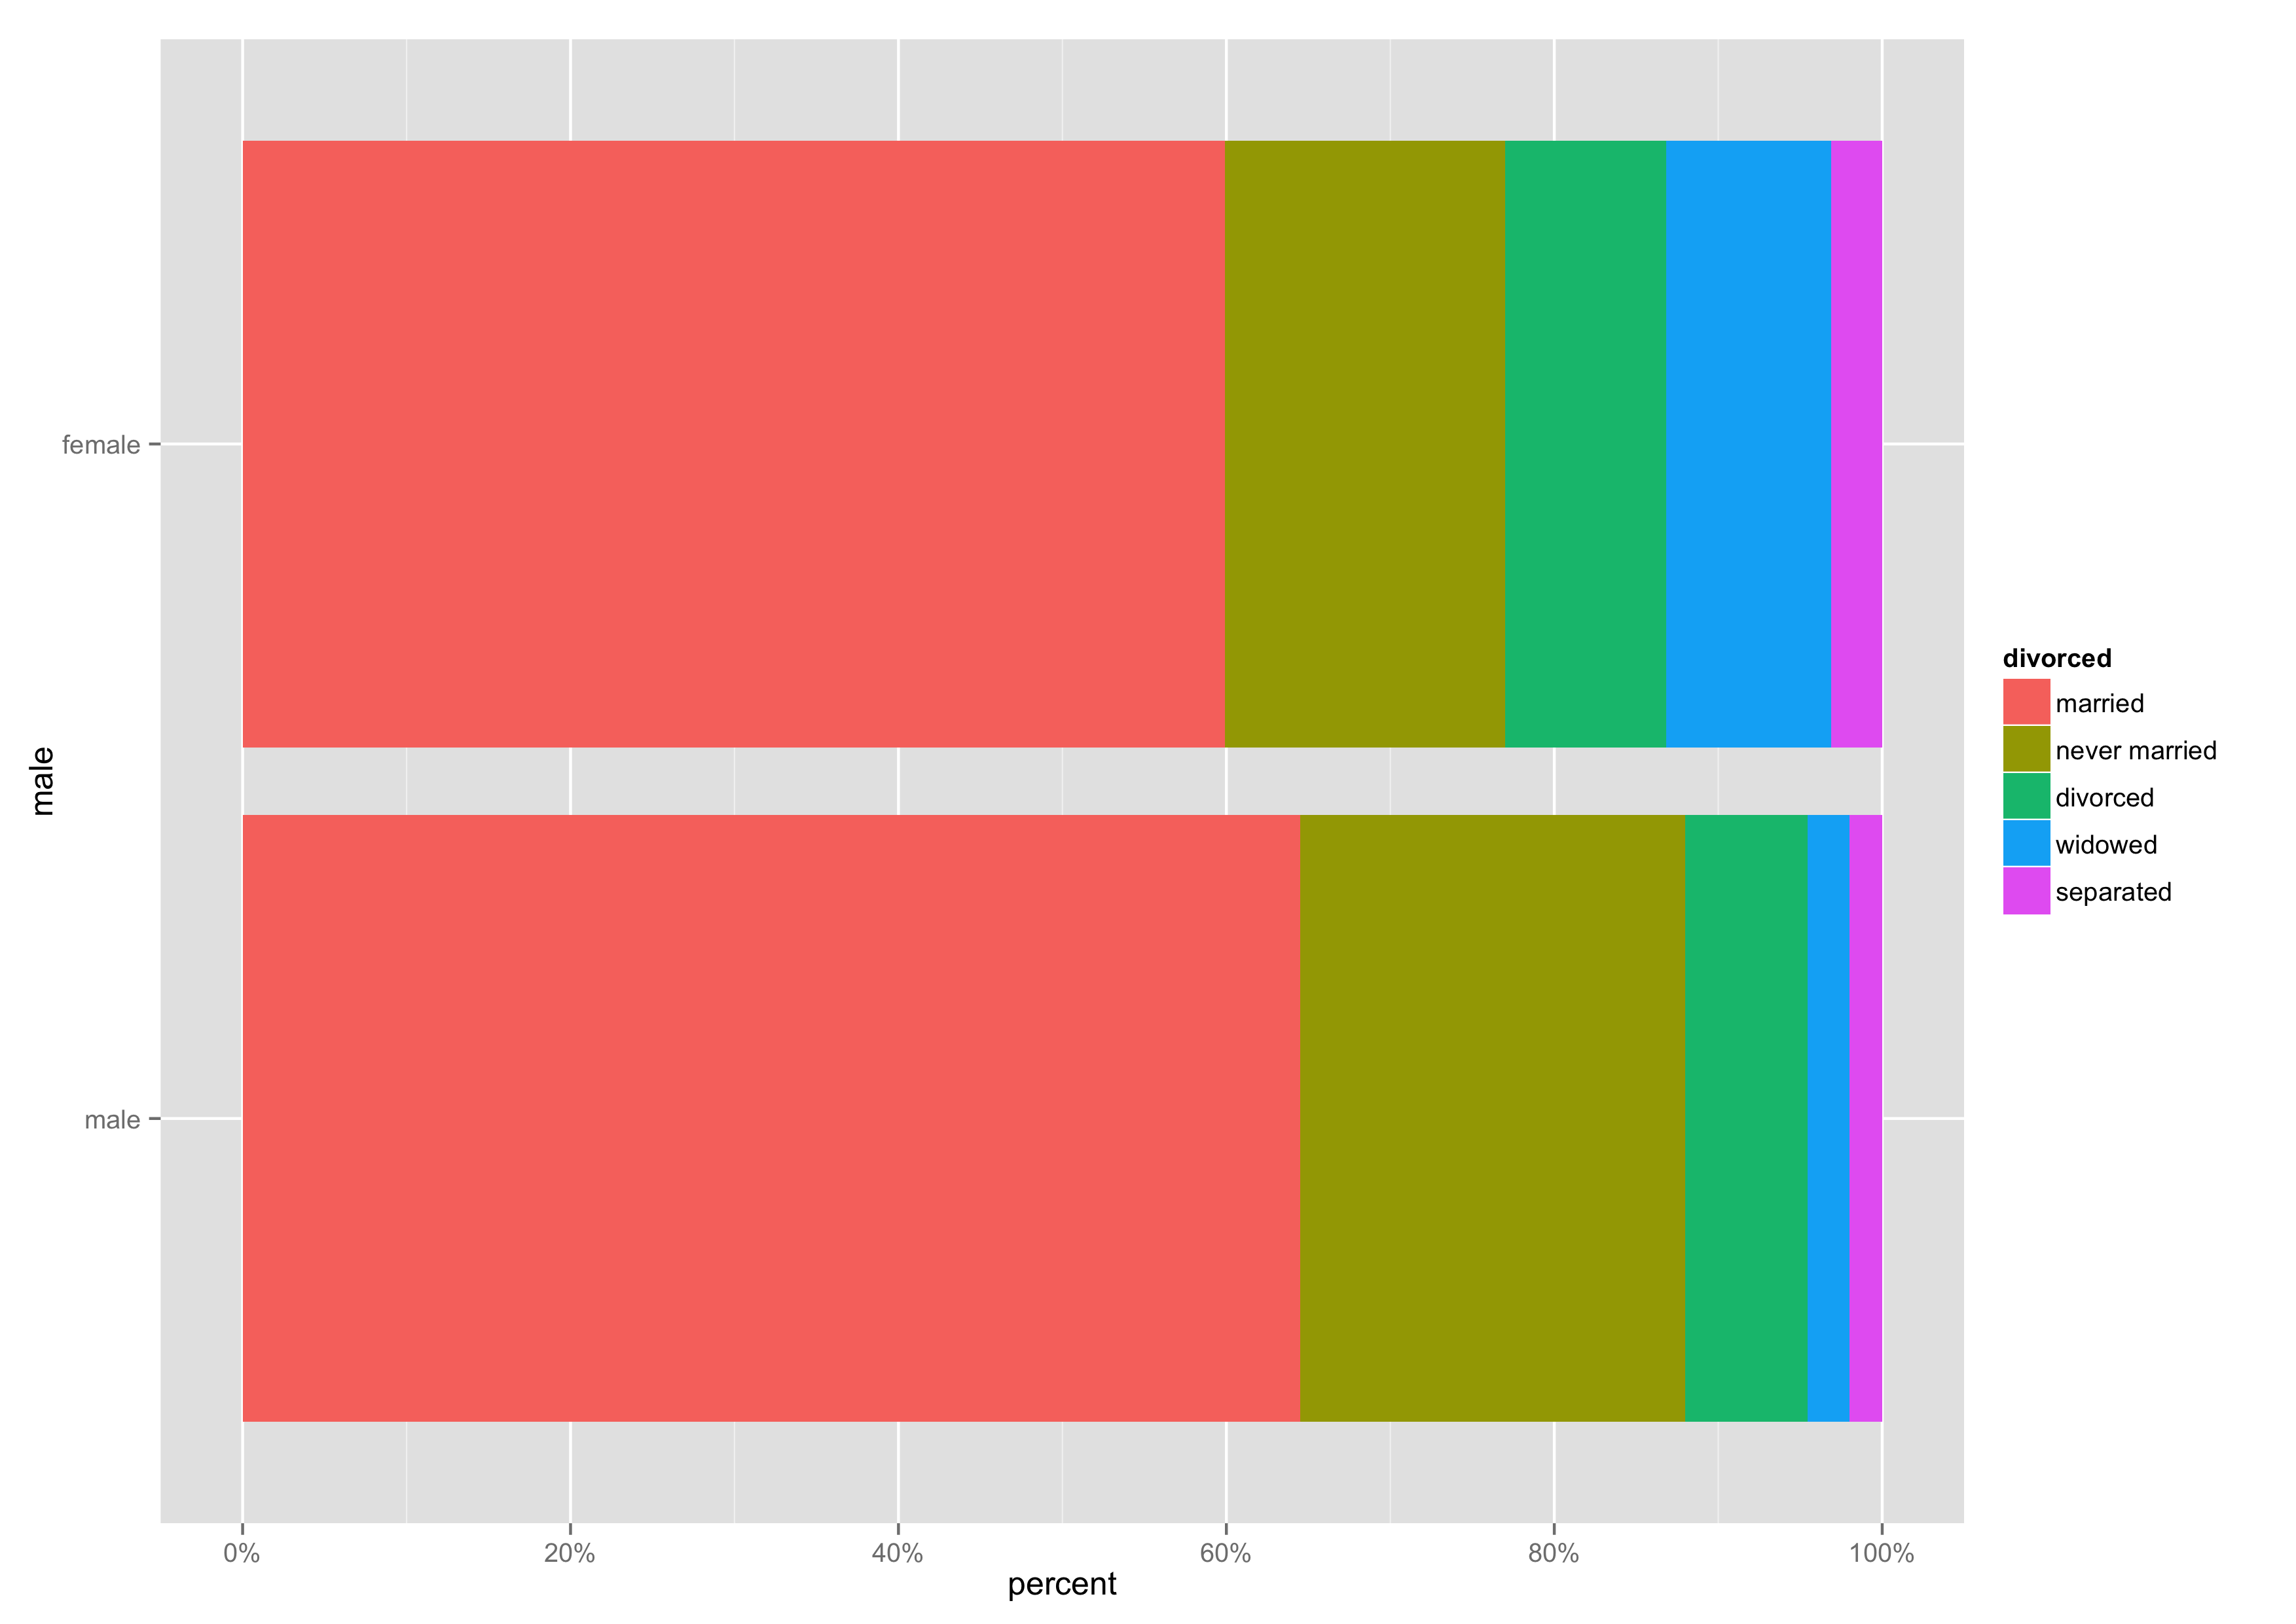 female
male
male
0%
20%
40%
60%
80%
100%
percent
divorced
married
never married
divorced
widowed
separated